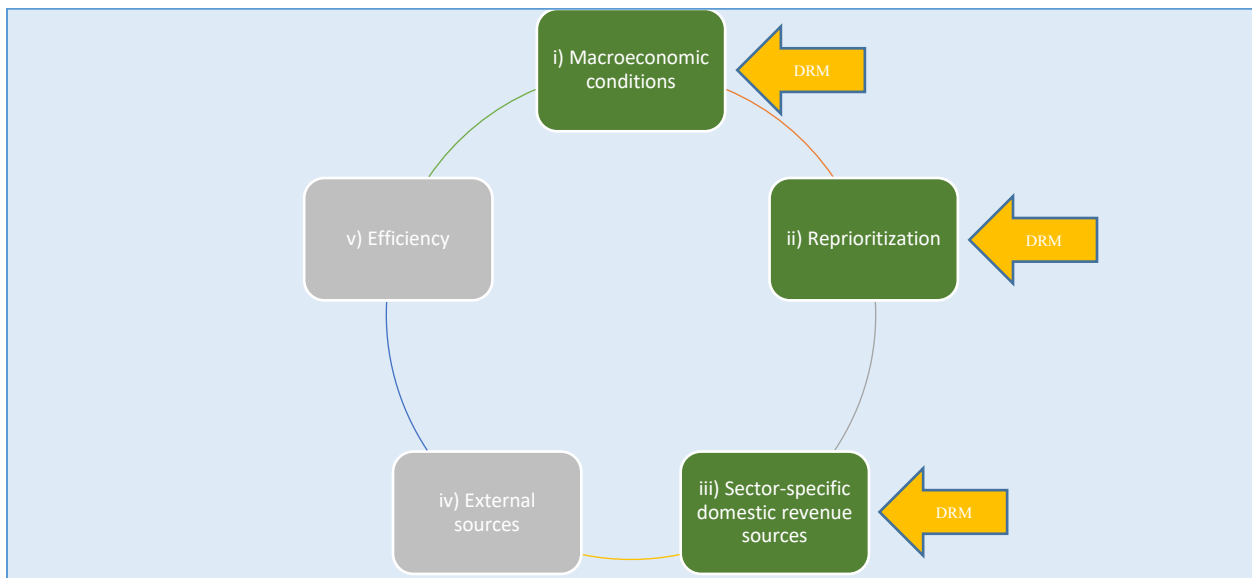 i) Macroeconomic
conditions
DRM
ii) Reprioritization
DRM
iii) Sector-specific
domestic revenue
sources
DRM
iv) External
sources
v) Efficiency